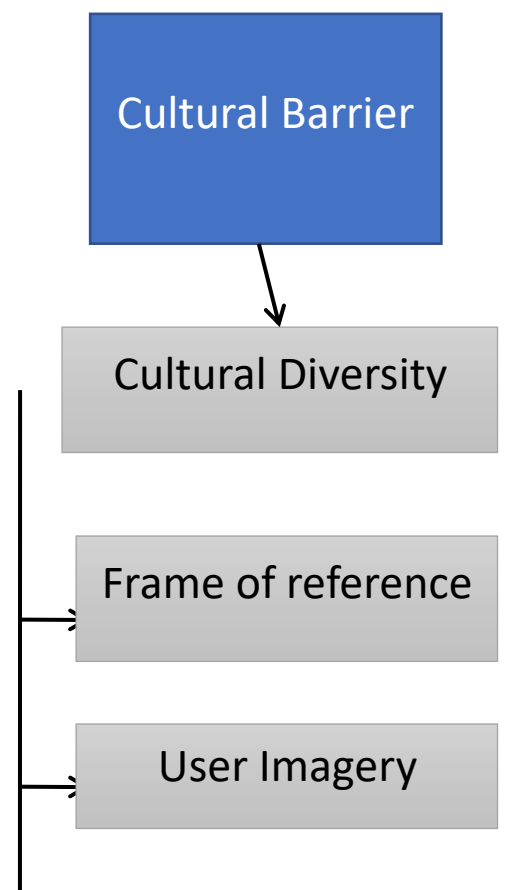 Cultural Barrier
Cultural Diversity
Frame of reference
User Imagery